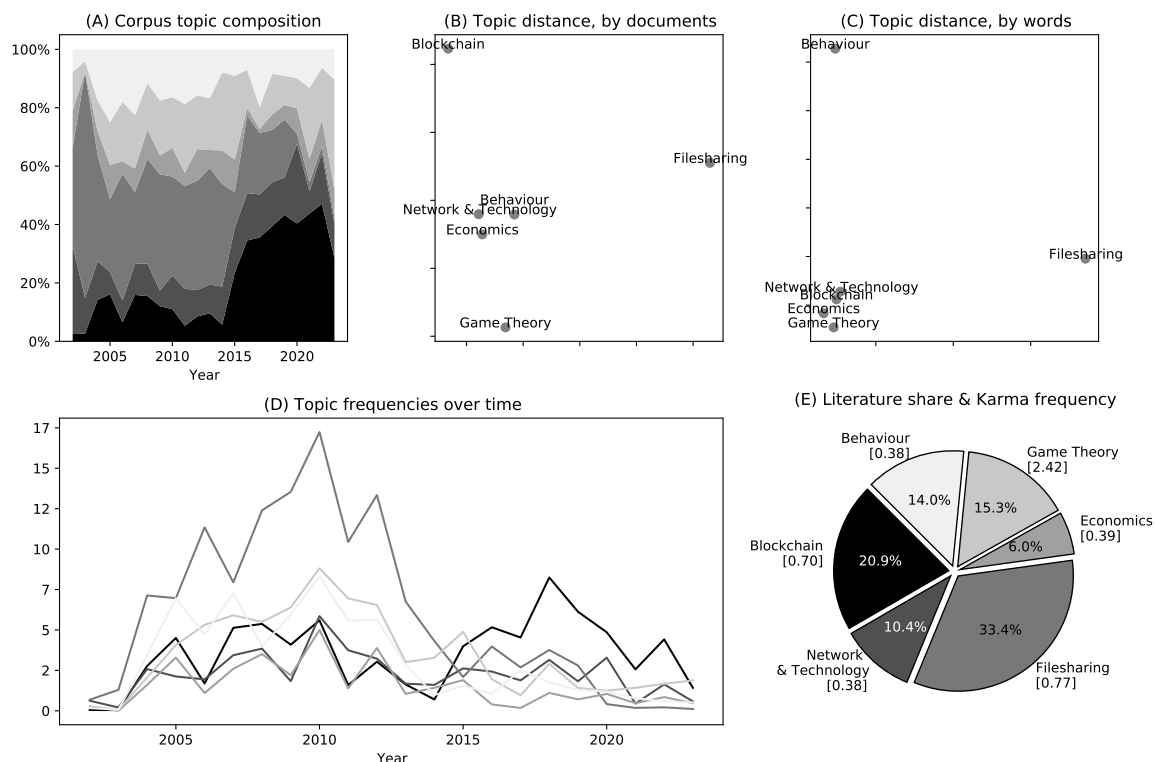 (A) Corpus topic composition
100%
80%
60%
40%
20%
0%
2005 2010 2015 2020
Year
(B) Topic distance, by documents
Blockchain
Filesharing
Behaviour
Network & Technology
Economics
Game Theory
(C) Topic distance, by words
Behaviour
Filesharing
Network & Technology
Blockchain
Economics
Game Theory
(D) Topic frequencies over time
17
15
12
10
7
5
2
0
2005 2010 2015 2020
Year
(E) Literature share & Karma frequency
Behaviour
[0.38]
14.0%
Game Theory
[2.42]
15.3%
Economics
[0.39]
6.0%
Blockchain
[0.70]
20.9%
Network
& Technology
[0.38]
10.4%
Filesharing
[0.77]
33.4%